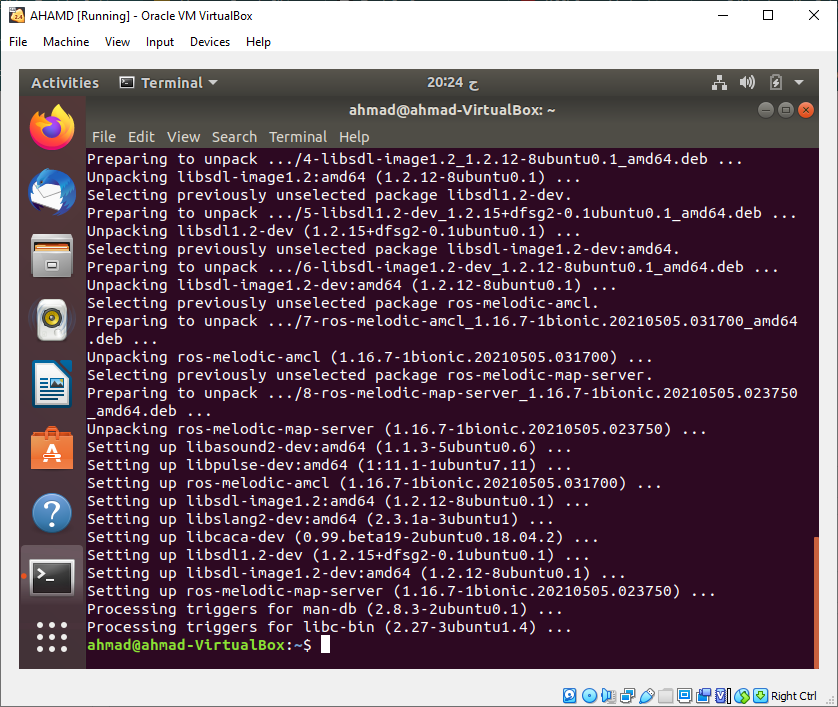 AHAMD [Running] - Oracle VM VirtualBox
File Machine View Input Devices Help
Activities Terminal 20:24 ح
ahmad@ahmad-VirtualBox: ~
File Edit View Search Terminal Help
Preparing to unpack .../4-libsdl-image1.2_1.2.12-8ubuntu0.1_amd64.deb ...
Unpacking libsdl-image1.2:amd64 (1.2.12-8ubuntu0.1) ...
Selecting previously unselected package libsdl1.2-dev.
Preparing to unpack .../5-libsdl1.2-dev_1.2.15+dfsg2-0.1ubuntu0.1_amd64.deb ...
Unpacking libsdl1.2-dev (1.2.15+dfsg2-0.1ubuntu0.1) ...
Selecting previously unselected package libsdl-image1.2-dev:amd64.
Preparing to unpack .../6-libsdl-image1.2-dev_1.2.12-8ubuntu0.1_amd64.deb ...
Unpacking libsdl-image1.2-dev:amd64 (1.2.12-8ubuntu0.1) ...
Selecting previously unselected package ros-melodic-amcl.
Preparing to unpack .../7-ros-melodic-amcl_1.16.7-1bionic.20210505.031700_amd64
.deb ...
Unpacking ros-melodic-amcl (1.16.7-1bionic.20210505.031700) ...
Selecting previously unselected package ros-melodic-map-server.
Preparing to unpack .../8-ros-melodic-map-server_1.16.7-1bionic.20210505.023750
_amd64.deb ...
Unpacking ros-melodic-map-server (1.16.7-1bionic.20210505.023750) ...
Setting up libasound2-dev:amd64 (1.1.3-5ubuntu0.6) ...
Setting up libpulse-dev:amd64 (1:11.1-1ubuntu7.11) ...
Setting up ros-melodic-amcl (1.16.7-1bionic.20210505.031700) ...
Setting up libsdl-image1.2:amd64 (1.2.12-8ubuntu0.1) ...
Setting up libslang2-dev:amd64 (2.3.1a-3ubuntu1) ...
Setting up libcaca-dev (0.99.beta19-2ubuntu0.18.04.2) ...
Setting up libsdl1.2-dev (1.2.15+dfsg2-0.1ubuntu0.1) ...
Setting up libsdl-image1.2-dev:amd64 (1.2.12-8ubuntu0.1) ...
Setting up ros-melodic-map-server (1.16.7-1bionic.20210505.023750) ...
Processing triggers for man-db (2.8.3-2ubuntu0.1) ...
Processing triggers for libc-bin (2.27-3ubuntu1.4) ...
ahmad@ahmad-VirtualBox:~$
Right Ctrl